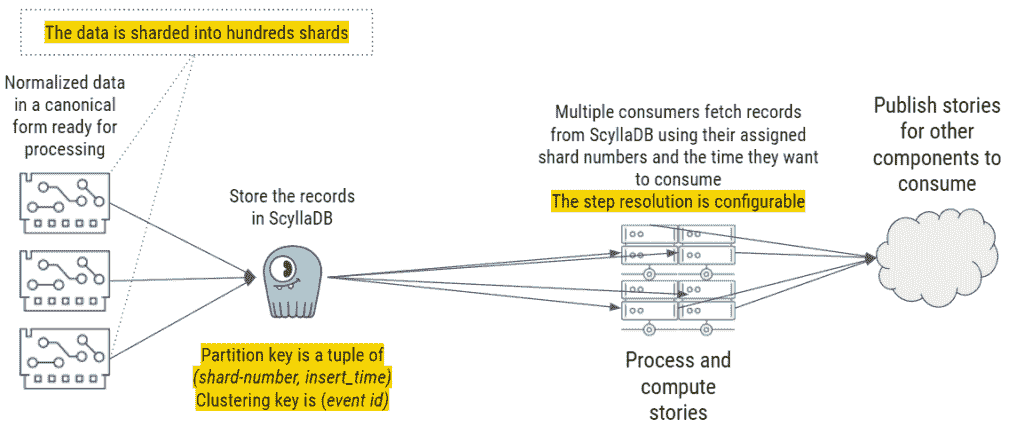 The data is sharded into hundreds shards
Normalized data
in a canonical
form ready for
processing
Store the records
in ScyllaDB
Partition key is a tuple of
(shard-number, insert_time)
Clustering key is (event id)
Multiple consumers fetch records
from ScyllaDB using their assigned
shard numbers and the time they want
to consume
The step resolution is configurable
Process and
compute
stories
Publish stories
for other
components to
consume